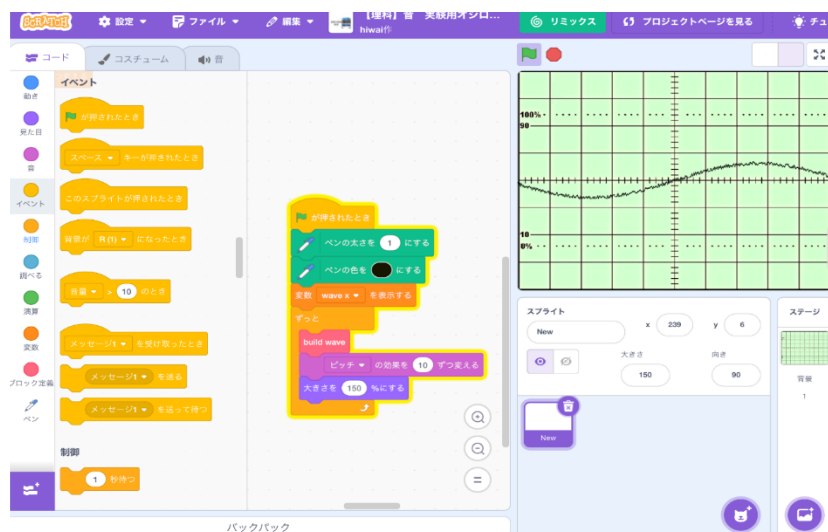 SCRATCH 設定 ファイル 編集 【理科】音 実験用オシロ... リミックス プロジェクトページを見る チュ
hiwai作
コード コスチューム 音
動き
見た目
音
イベント
制御
調べる
演算
変数
ブロック定義
ペン
イベント
が押されたとき
スペース キーが押されたとき
このスプライトが押されたとき
背景が R (1) になったとき
音量 > 10 のとき
メッセージ1 を受け取ったとき
メッセージ1 を送る
メッセージ1 を送って待つ
制御
1 秒待つ
が押されたとき
ペンの太さを 1 にする
ペンの色を にする
変数 wave x を表示する
ずっと
build wave
ピッチ の効果を 10 ずつ変える
大きさを 150 %にする
バックパック
100%
90
10
0%
スプライト
New x 239 y 6
大きさ 向き
150 90
New
ステージ
背景
1